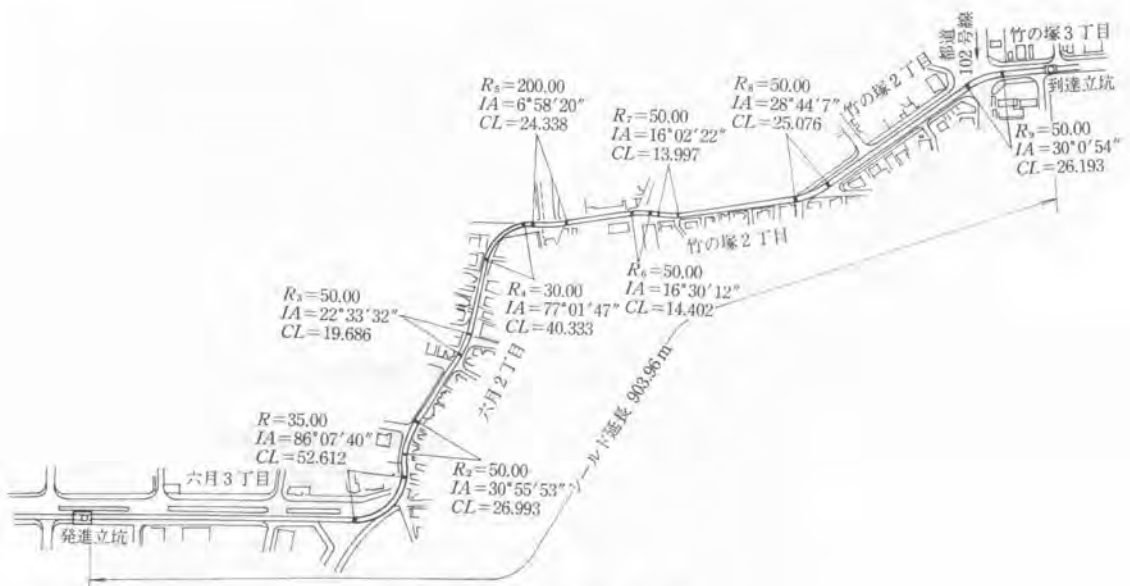 都道
102号線
竹の塚3丁目
到達立坑
竹の塚2丁目
R₅=200.00
IA=6°58′20″
CL=24.338
R₇=50.00
IA=16°02′22″
CL=13.997
R₈=50.00
IA=28°44′7″
CL=25.076
R₉=50.00
IA=30°0′54″
CL=26.193
竹の塚2丁目
R₃=50.00
IA=22°33′32″
CL=19.686
R₄=30.00
IA=77°01′47″
CL=40.333
R₆=50.00
IA=16°30′12″
CL=14.402
六月2丁目
シールド延長 903.96m
R=35.00
IA=86°07′40″
CL=52.612
R₂=50.00
IA=30°55′53″
CL=26.993
六月3丁目
発進立坑